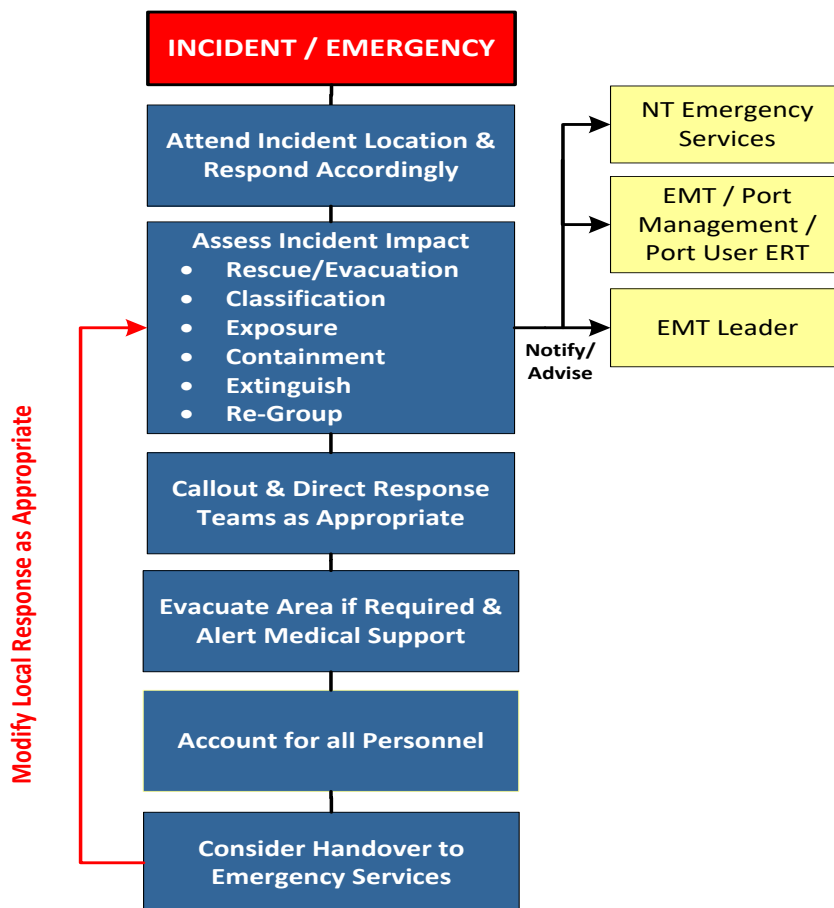 INCIDENT / EMERGENCY
Attend Incident Location &
Respond Accordingly
Assess Incident Impact
• Rescue/Evacuation
• Classification
• Exposure
• Containment
• Extinguish
• Re-Group
Notify/
Advise
NT Emergency
Services
EMT / Port
Management /
Port User ERT
EMT Leader
Callout & Direct Response
Teams as Appropriate
Evacuate Area if Required &
Alert Medical Support
Account for all Personnel
Consider Handover to
Emergency Services
Modify Local Response as Appropriate